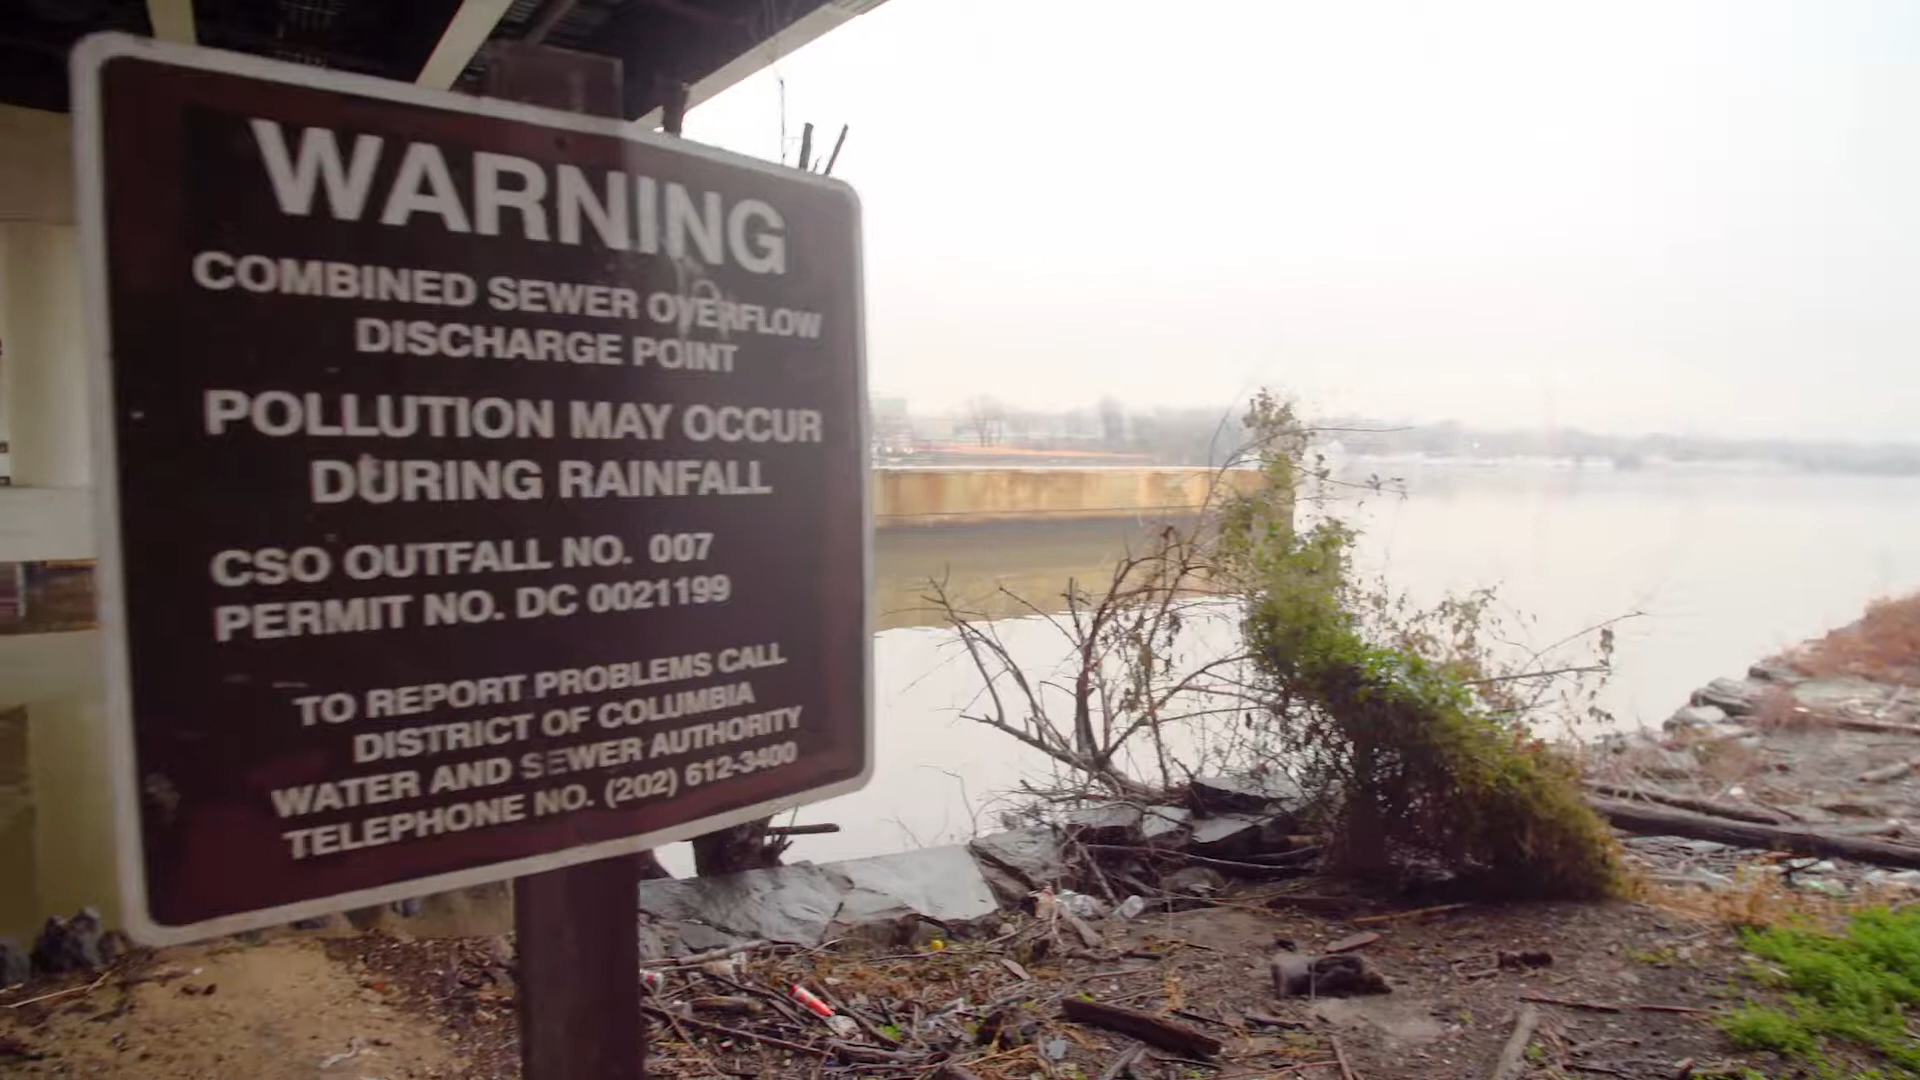 WARNING
COMBINED SEWER OVERFLOW
DISCHARGE POINT
POLLUTION MAY OCCUR
DURING RAINFALL
CSO OUTFALL NO. 007
PERMIT NO. DC 0021199
TO REPORT PROBLEMS CALL
DISTRICT OF COLUMBIA
WATER AND SEWER AUTHORITY
TELEPHONE NO. (202) 612-3400